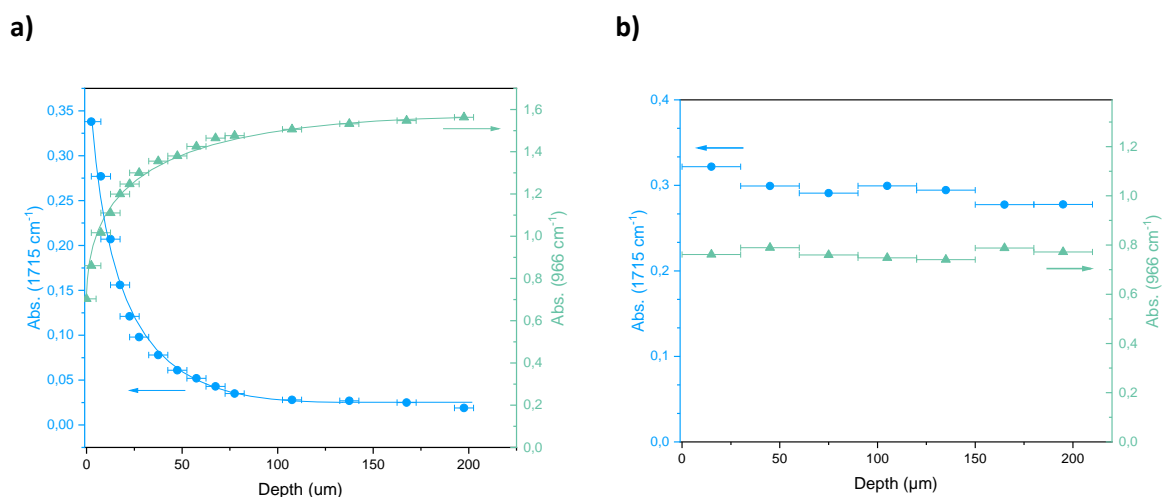 a)
b)
0,35
0,30
0,25
0,20
0,15
0,10
0,05
0,00
Abs. (1715 cm⁻¹)
1,6
1,4
1,2
1,0
0,8
0,6
0,4
0,2
0,0
Abs. (966 cm⁻¹)
0 50 100 150 200
Depth (um)
0,4
0,3
0,2
0,1
0,0
Abs. (1715 cm⁻¹)
1,2
1,0
0,8
0,6
0,4
0,2
0,0
Abs. (966 cm⁻¹)
0 50 100 150 200
Depth (µm)